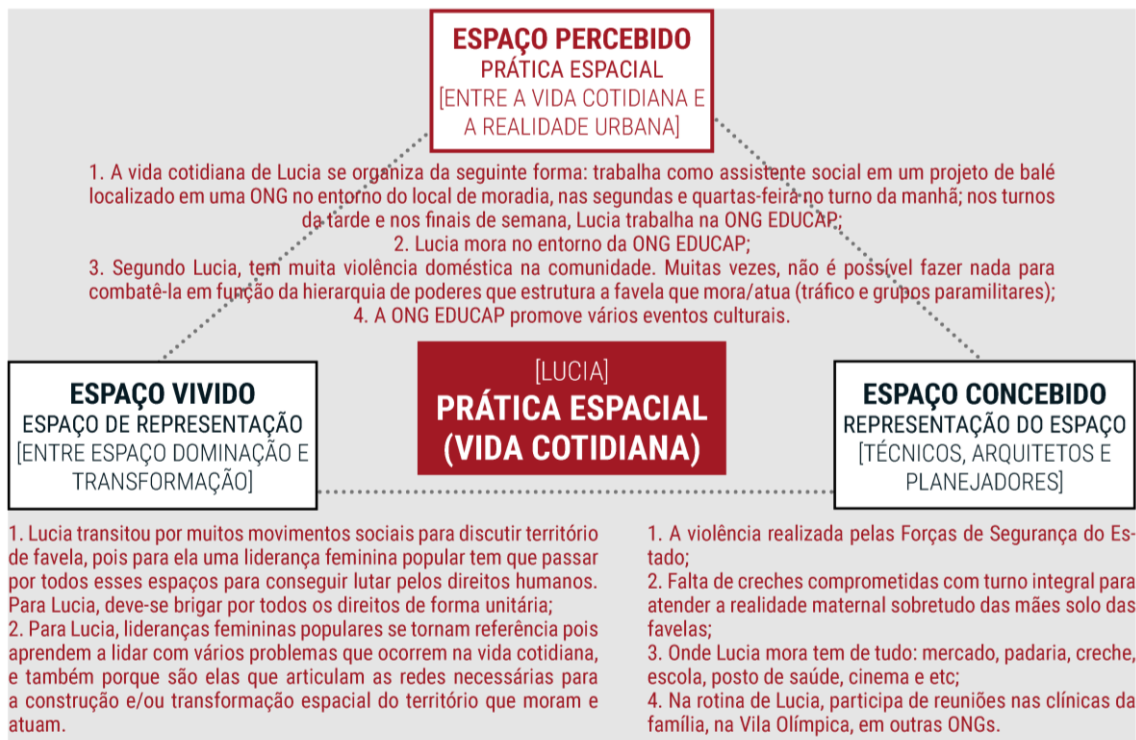 ESPAÇO PERCEBIDO
PRÁTICA ESPACIAL
[ENTRE A VIDA COTIDIANA E
A REALIDADE URBANA]
1. A vida cotidiana de Lucia se organiza da seguinte forma: trabalha como assistente social em um projeto de balé
localizado em uma ONG no entorno do local de moradia, nas segundas e quartas-feira no turno da manhã; nos turnos
da tarde e nos finais de semana, Lucia trabalha na ONG EDUCAP;
2. Lucia mora no entorno da ONG EDUCAP;
3. Segundo Lucia, tem muita violência doméstica na comunidade. Muitas vezes, não é possível fazer nada para
combatê-la em função da hierarquia de poderes que estrutura a favela que mora/atua (tráfico e grupos paramilitares);
4. A ONG EDUCAP promove vários eventos culturais.
[LUCIA]
PRÁTICA ESPACIAL
(VIDA COTIDIANA)
ESPAÇO VIVIDO
ESPAÇO DE REPRESENTAÇÃO
[ENTRE ESPAÇO DOMINAÇÃO E
TRANSFORMAÇÃO]
1. Lucia transitou por muitos movimentos sociais para discutir território
de favela, pois para ela uma liderança feminina popular tem que passar
por todos esses espaços para conseguir lutar pelos direitos humanos.
Para Lucia, deve-se brigar por todos os direitos de forma unitária;
2. Para Lucia, lideranças femininas populares se tornam referência pois
aprendem a lidar com vários problemas que ocorrem na vida cotidiana,
e também porque são elas que articulam as redes necessárias para
a construção e/ou transformação espacial do território que moram e
atuam.
ESPAÇO CONCEBIDO
REPRESENTAÇÃO DO ESPAÇO
[TÉCNICOS, ARQUITETOS E
PLANEJADORES]
1. A violência realizada pelas Forças de Segurança do Es-
tado;
2. Falta de creches comprometidas com turno integral para
atender a realidade maternal sobretudo das mães solo das
favelas;
3. Onde Lucia mora tem de tudo: mercado, padaria, creche,
escola, posto de saúde, cinema e etc;
4. Na rotina de Lucia, participa de reuniões nas clínicas da
família, na Vila Olímpica, em outras ONGs.